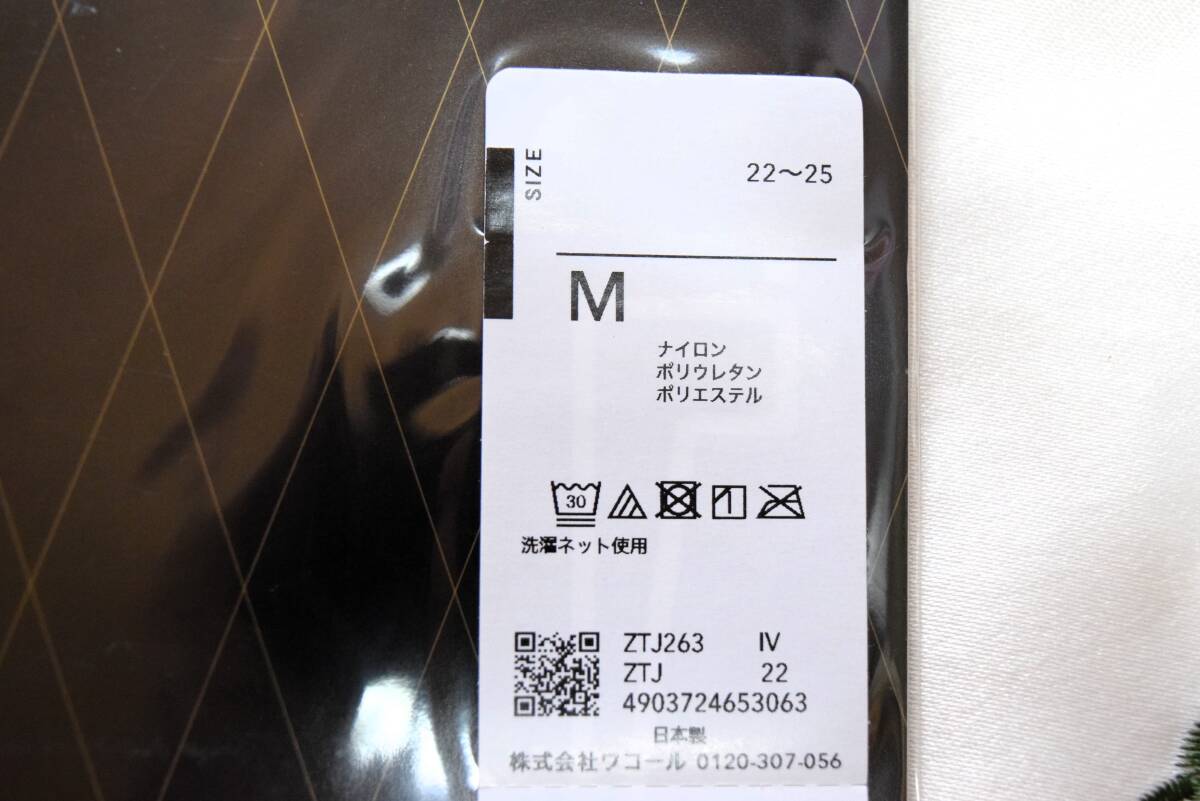 SIZE
22～25
M
ナイロン
ポリウレタン
ポリエステル
30
1
洗濯ネット使用
ZTJ263 IV
ZTJ 22
4903724653063
日本製
株式会社ワコール 0120-307-056